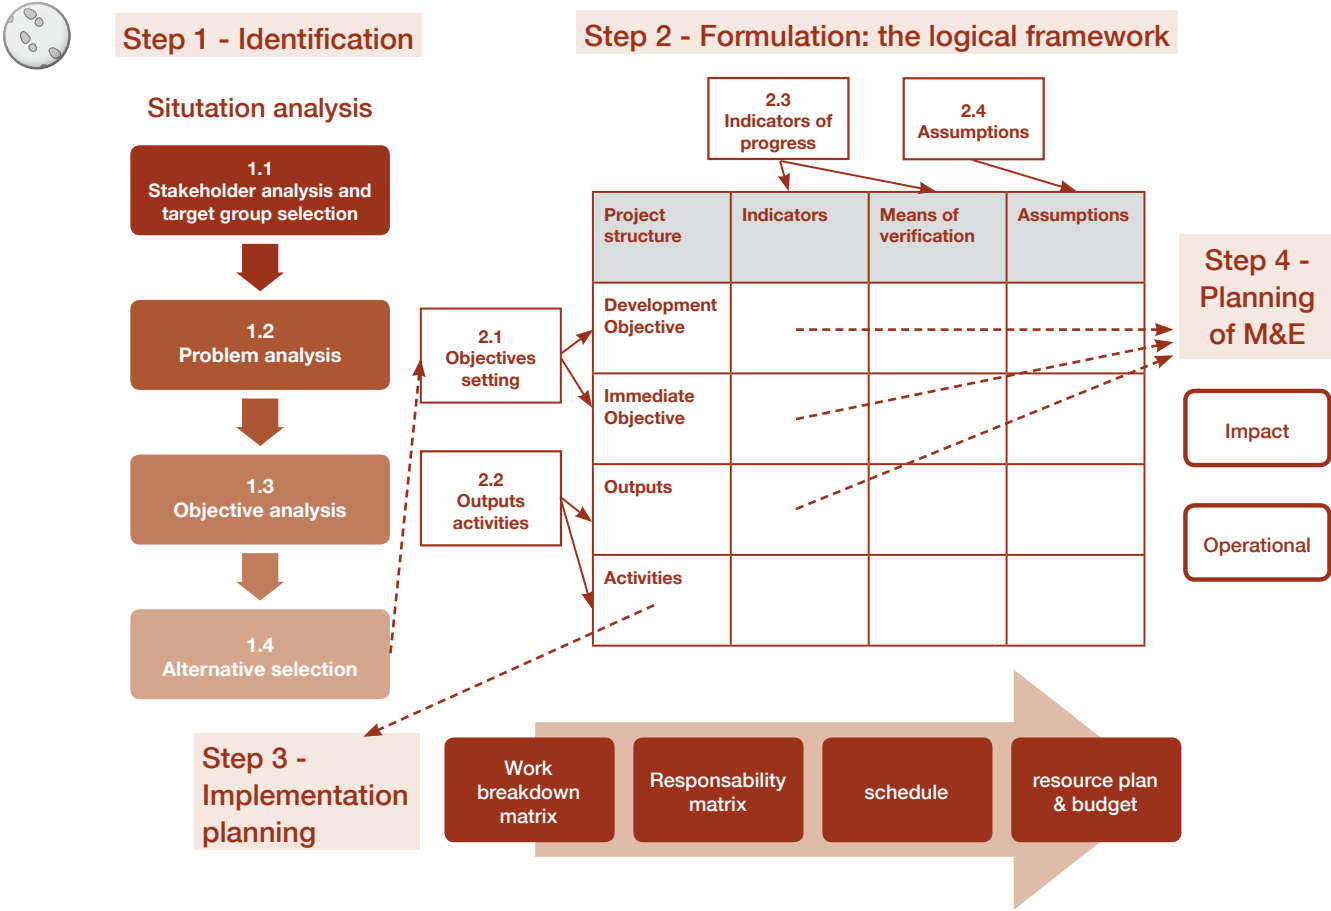 Step 1 - Identification
Situtation analysis
1.1
Stakeholder analysis and
target group selection
1.2
Problem analysis
1.3
Objective analysis
1.4
Alternative selection
Step 2 - Formulation: the logical framework
2.3
Indicators of
progress
2.4
Assumptions
2.1
Objectives
setting
2.2
Outputs
activities
Project
structure
Indicators
Means of
verification
Assumptions
Development
Objective
Immediate
Objective
Outputs
Activities
Step 4 -
Planning
of M&E
Impact
Operational
Step 3 -
Implementation
planning
Work
breakdown
matrix
Responsability
matrix
schedule
resource plan
& budget